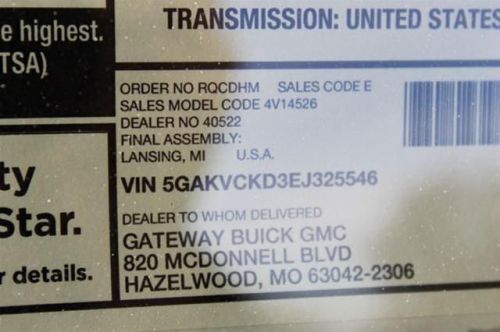 e highest.
TSA)
TRANSMISSION: UNITED STATES
ORDER NO RQCDHM SALES CODE E
SALES MODEL CODE 4V14526
DEALER NO 40522
FINAL ASSEMBLY:
LANSING, MI U.S.A.
VIN 5GAKVCKD3EJ325546
ty
Star.
r details.
DEALER TO WHOM DELIVERED
GATEWAY BUICK GMC
820 MCDONNELL BLVD
HAZELWOOD, MO 63042-2306